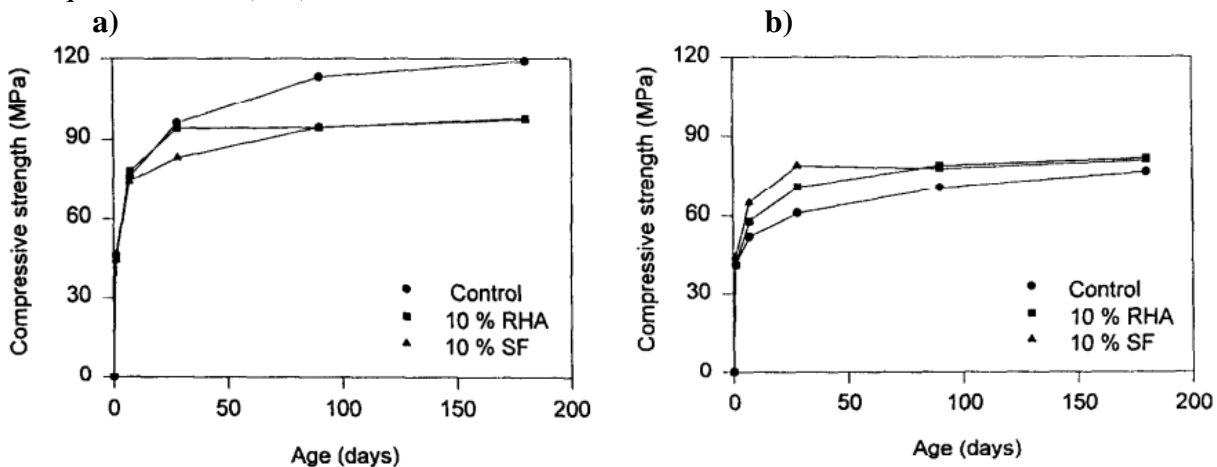 a)
b)
Compressive strength (MPa)
120
90
60
30
0
Control
10 % RHA
10 % SF
0
50
100
150
200
Age (days)
Compressive strength (MPa)
120
90
60
30
0
Control
10 % RHA
10 % SF
0
50
100
150
200
Age (days)